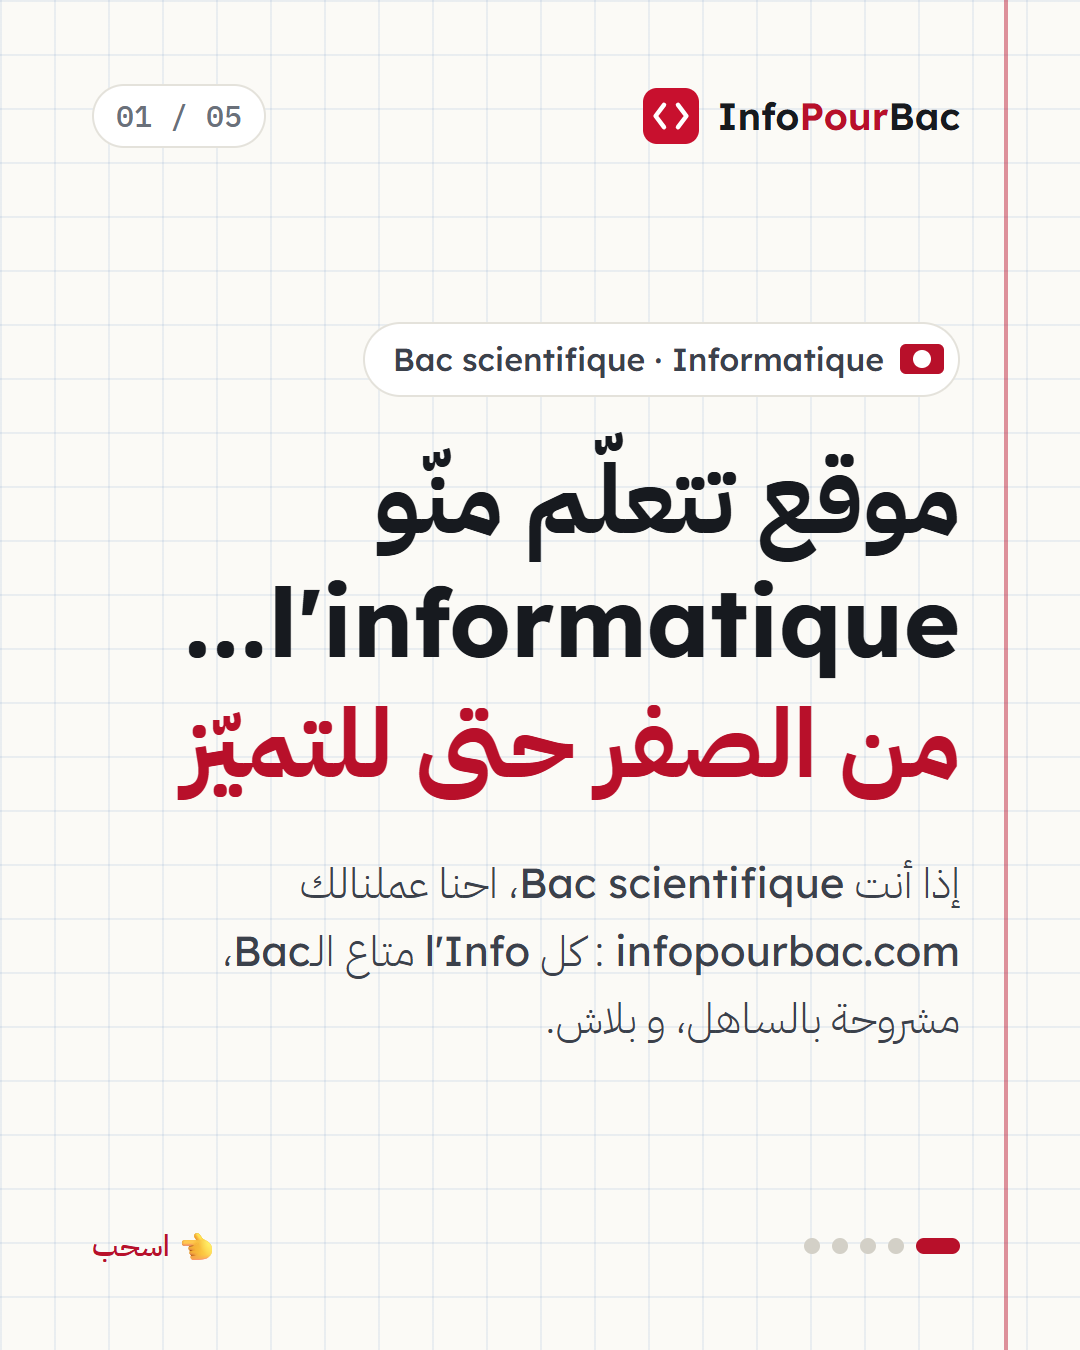 InfoPourBac
01 / 05
Bac scientifique · Informatique
موقع تتعلّم منّو
l'informatique...
من الصفر حتى للتميّز
إذا أنت Bac scientifique، احنا عملنالك
infopourbac.com : كل l'Info متاع الـBac،
مشروحة بالساهل، و بلاش.
اسحب